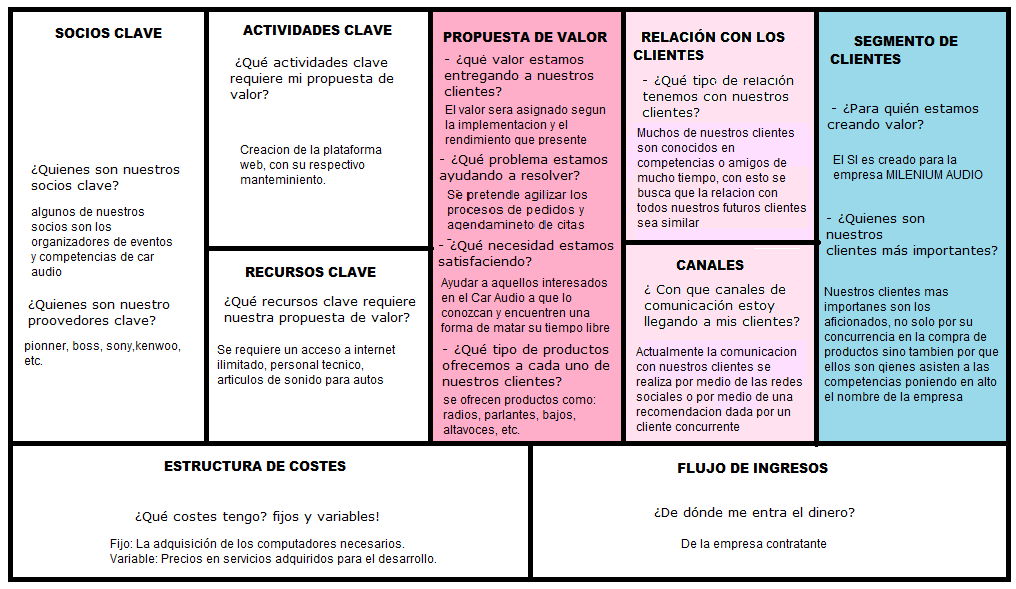 SOCIOS CLAVE
¿Quienes son nuestros
socios clave?
algunos de nuestros
socios son los
organizadores de eventos
y competencias de car
audio
¿Quienes son nuestro
proovedores clave?
pionner, boss, sony,kenwoo,
etc.
ACTIVIDADES CLAVE
¿Qué actividades clave
requiere mi propuesta de
valor?
Creacion de la plataforma
web, con su respectivo
manteminiento.
RECURSOS CLAVE
¿Qué recursos clave requiere
nuestra propuesta de valor?
Se requiere un acceso a internet
ilimitado, personal tecnico,
articulos de sonido para autos
PROPUESTA DE VALOR
- ¿qué valor estamos
entregando a nuestros
clientes?
El valor sera asignado segun
la implementacion y el
rendimiento que presente
- ¿Qué problema estamos
ayudando a resolver?
Se pretende agilizar los
procesos de pedidos y
agendamineto de citas
- ¿Qué necesidad estamos
satisfaciendo?
Ayudar a aquellos interesados
en el Car Audio a que lo
conozcan y encuentren una
forma de matar su tiempo libre
- ¿Qué tipo de productos
ofrecemos a cada uno de
nuestros clientes?
se ofrecen productos como:
radios, parlantes, bajos,
altavoces, etc.
RELACIÓN CON LOS
CLIENTES
- ¿Qué tipo de relación
tenemos con nuestros
clientes?
Muchos de nuestros clientes
son conocidos en
competencias o amigos de
mucho tiempo, con esto se
busca que la relacion con
todos nuestros futuros clientes
sea similar
CANALES
¿ Con que canales de
comunicación estoy
llegando a mis clientes?
Actualmente la comunicacion
con nuestros clientes se
realiza por medio de las redes
sociales o por medio de una
recomendacion dada por un
cliente concurrente
SEGMENTO DE
CLIENTES
- ¿Para quién estamos
creando valor?
El SI es creado para la
empresa MILENIUM AUDIO
- ¿Quienes son
nuestros
clientes más importantes?
Nuestros clientes mas
importanes son los
aficionados, no solo por su
concurrencia en la compra de
productos sino tambien por que
ellos son qienes asisten a las
competencias poniendo en alto
el nombre de la empresa
ESTRUCTURA DE COSTES
¿Qué costes tengo? fijos y variables!
Fijo: La adquisición de los computadores necesarios.
Variable: Precios en servicios adquiridos para el desarrollo.
FLUJO DE INGRESOS
¿De dónde me entra el dinero?
De la empresa contratante